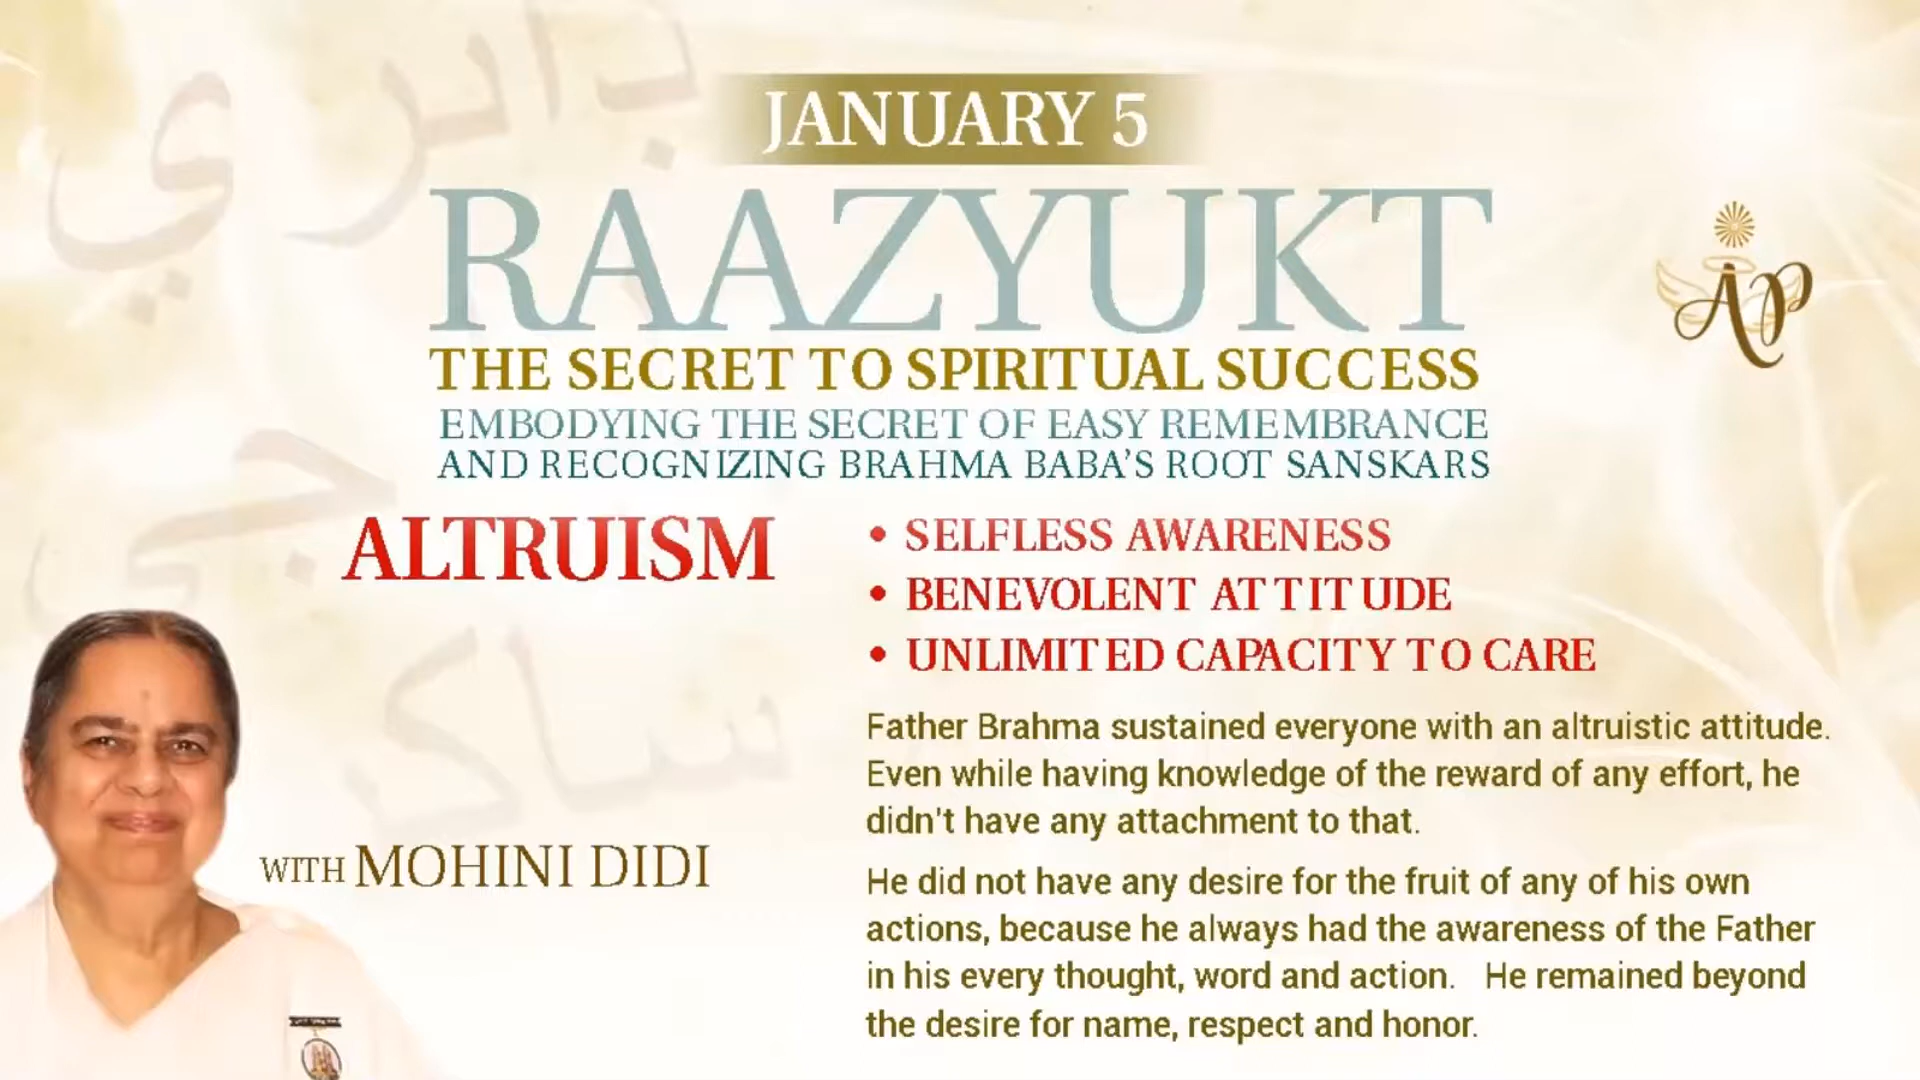 JANUARY 5
RAAZYUKT
THE SECRET TO SPIRITUAL SUCCESS
EMBODYING THE SECRET OF EASY REMEMBRANCE
AND RECOGNIZING BRAHMA BABA'S ROOT SANSKARS
ALTRUISM
• SELFLESS AWARENESS
• BENEVOLENT ATTITUDE
• UNLIMITED CAPACITY TO CARE
Father Brahma sustained everyone with an altruistic attitude.
Even while having knowledge of the reward of any effort, he
didn't have any attachment to that.
He did not have any desire for the fruit of any of his own
actions, because he always had the awareness of the Father
in his every thought, word and action. He remained beyond
the desire for name, respect and honor.
WITH MOHINI DIDI
AP